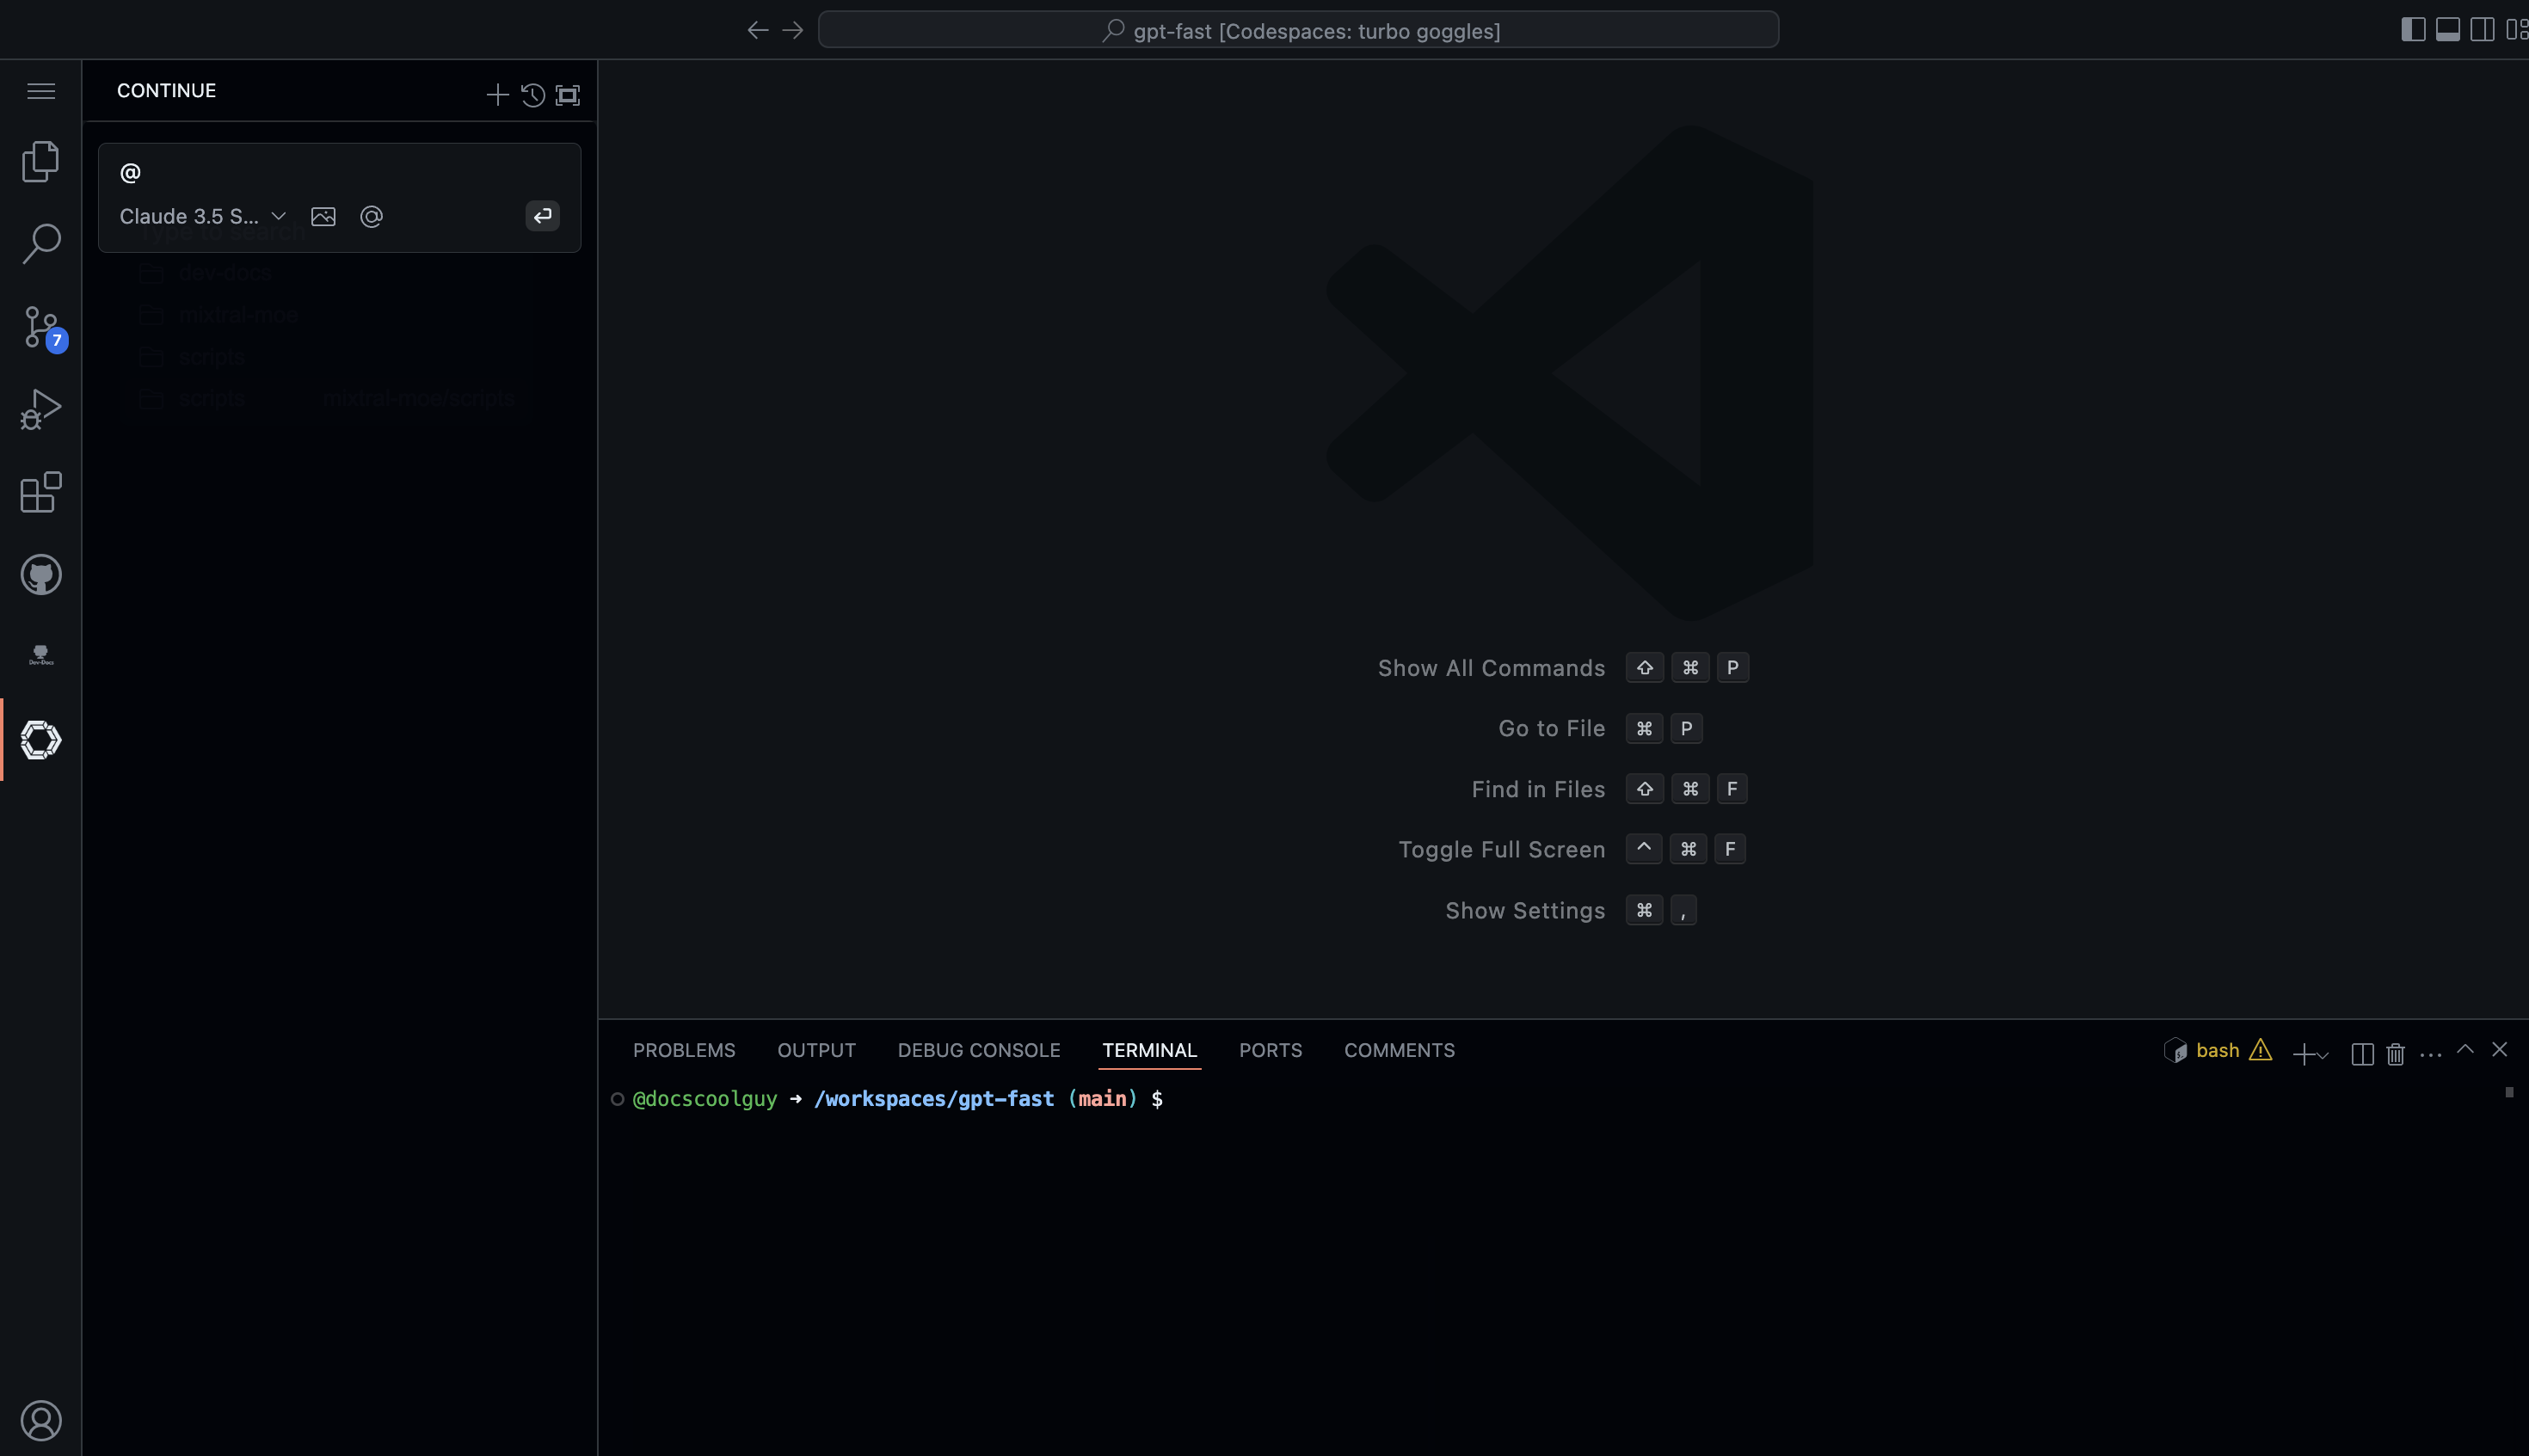 gpt-fast [Codespaces: turbo goggles]
CONTINUE
@
Claude 3.5 S...
Type to search
dav-docs
mixtral-moe
scripts
scripts mixtral-moe/scripts
7
Dev-Docs
Show All Commands ⇧ ⌘ P
Go to File ⌘ P
Find in Files ⇧ ⌘ F
Toggle Full Screen ^ ⌘ F
Show Settings ⌘ ,
PROBLEMS OUTPUT DEBUG CONSOLE TERMINAL PORTS COMMENTS
bash
@docscoolguy ➜ /workspaces/gpt-fast (main) $